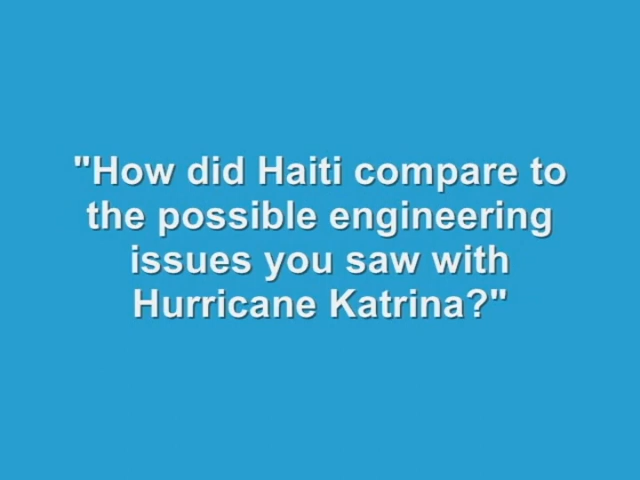 "How did Haiti compare to
the possible engineering
issues you saw with
Hurricane Katrina?"